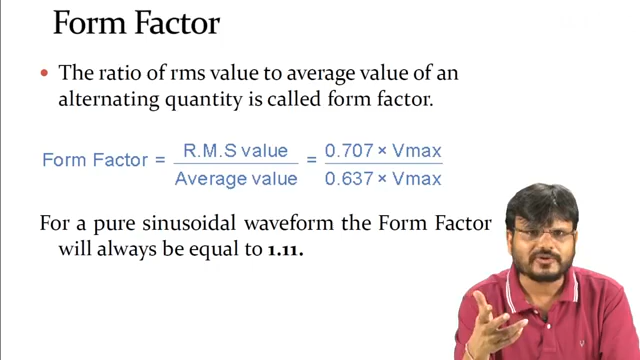 Form Factor
• The ratio of rms value to average value of an
alternating quantity is called form factor.
Form Factor = R.M.S value / Average value = 0.707 × Vmax / 0.637 × Vmax
For a pure sinusoidal waveform the Form Factor
will always be equal to 1.11.